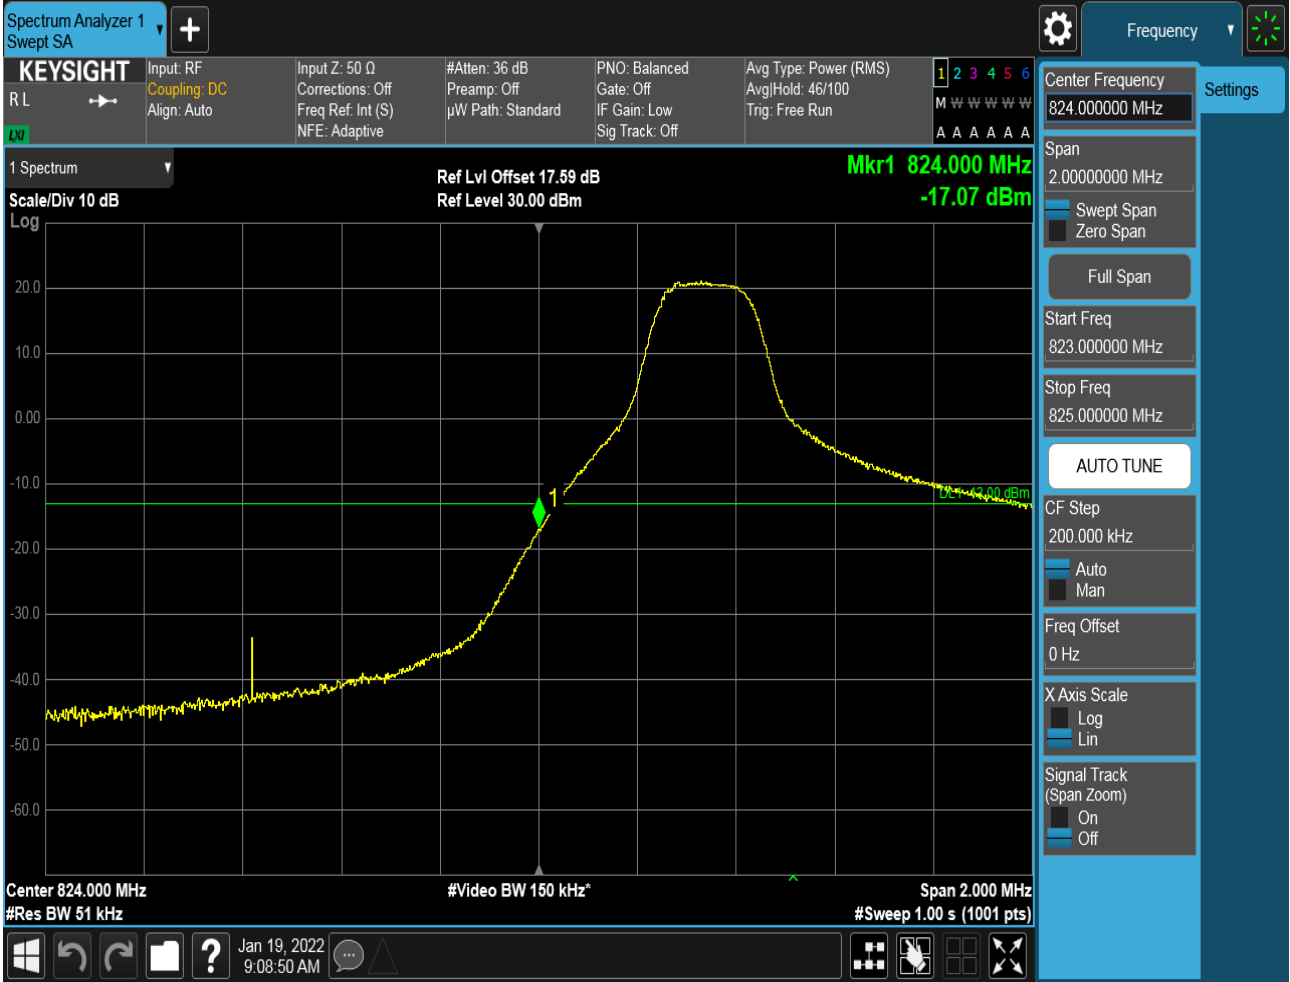 Spectrum Analyzer 1
Swept SA
Frequency
KEYSIGHT
R L
LXI
Input: RF
Coupling: DC
Align: Auto
Input Z: 50 Ω
Corrections: Off
Freq Ref: Int (S)
NFE: Adaptive
#Atten: 36 dB
Preamp: Off
µW Path: Standard
PNO: Balanced
Gate: Off
IF Gain: Low
Sig Track: Off
Avg Type: Power (RMS)
Avg|Hold: 46/100
Trig: Free Run
1 2 3 4 5 6
M W W W W W
A A A A A A
1 Spectrum
Scale/Div 10 dB
Log
Ref Lvl Offset 17.59 dB
Ref Level 30.00 dBm
Mkr1 824.000 MHz
-17.07 dBm
20.0
10.0
0.00
-10.0
-20.0
-30.0
-40.0
-50.0
-60.0
1
DL1 -13.00 dBm
Center 824.000 MHz
#Res BW 51 kHz
#Video BW 150 kHz*
Span 2.000 MHz
#Sweep 1.00 s (1001 pts)
Center Frequency
824.000000 MHz
Settings
Span
2.00000000 MHz
Swept Span
Zero Span
Full Span
Start Freq
823.000000 MHz
Stop Freq
825.000000 MHz
AUTO TUNE
CF Step
200.000 kHz
Auto
Man
Freq Offset
0 Hz
X Axis Scale
Log
Lin
Signal Track
(Span Zoom)
On
Off
?
Jan 19, 2022
9:08:50 AM